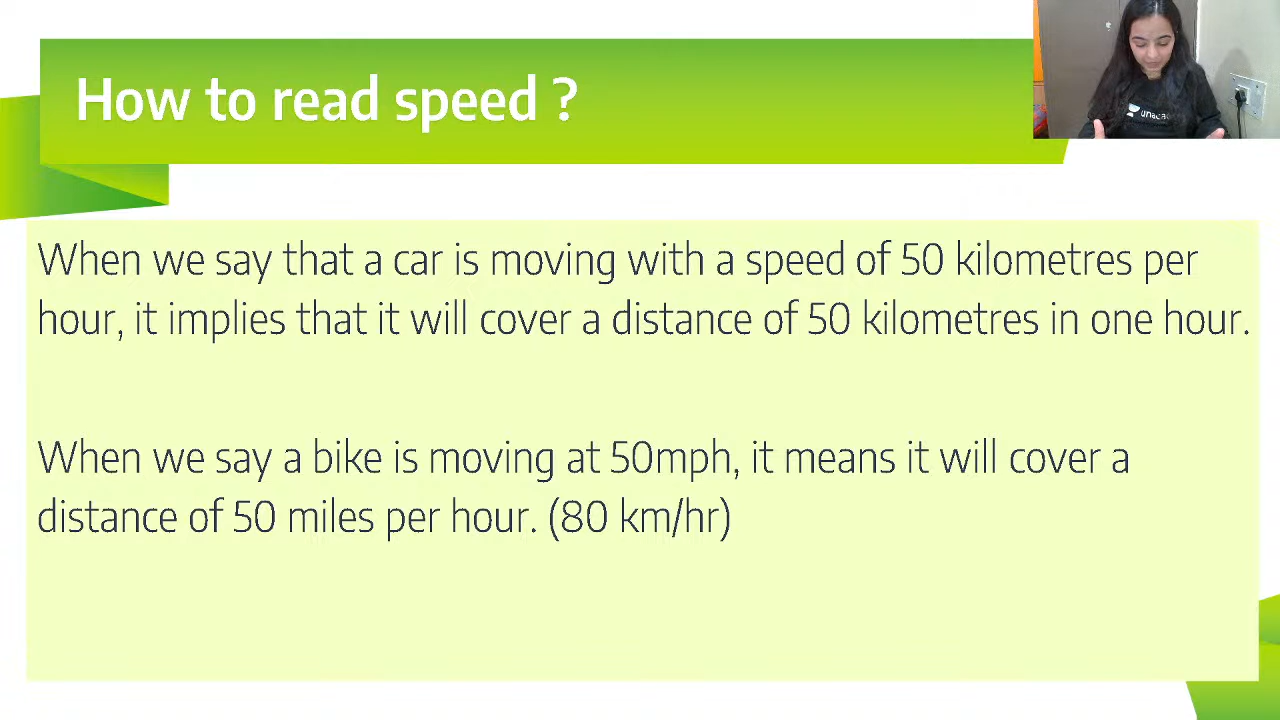 How to read speed ?
When we say that a car is moving with a speed of 50 kilometres per
hour, it implies that it will cover a distance of 50 kilometres in one hour.
When we say a bike is moving at 50mph, it means it will cover a
distance of 50 miles per hour. (80 km/hr)